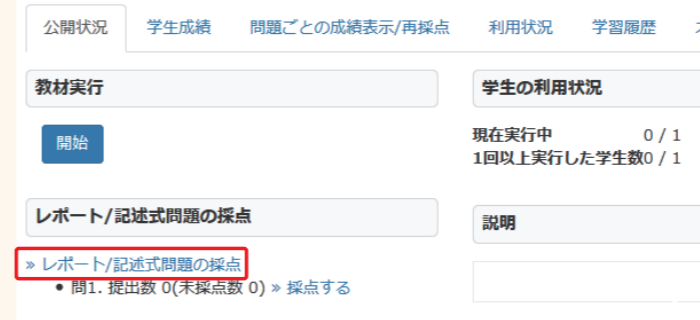 公開状況 学生成績 問題ごとの成績表示/再採点 利用状況 学習履歴
教材実行
開始
レポート/記述式問題の採点
» レポート/記述式問題の採点
• 問1. 提出数 0(未採点数 0) » 採点する
学生の利用状況
現在実行中 0 / 1
1回以上実行した学生数0 / 1
説明